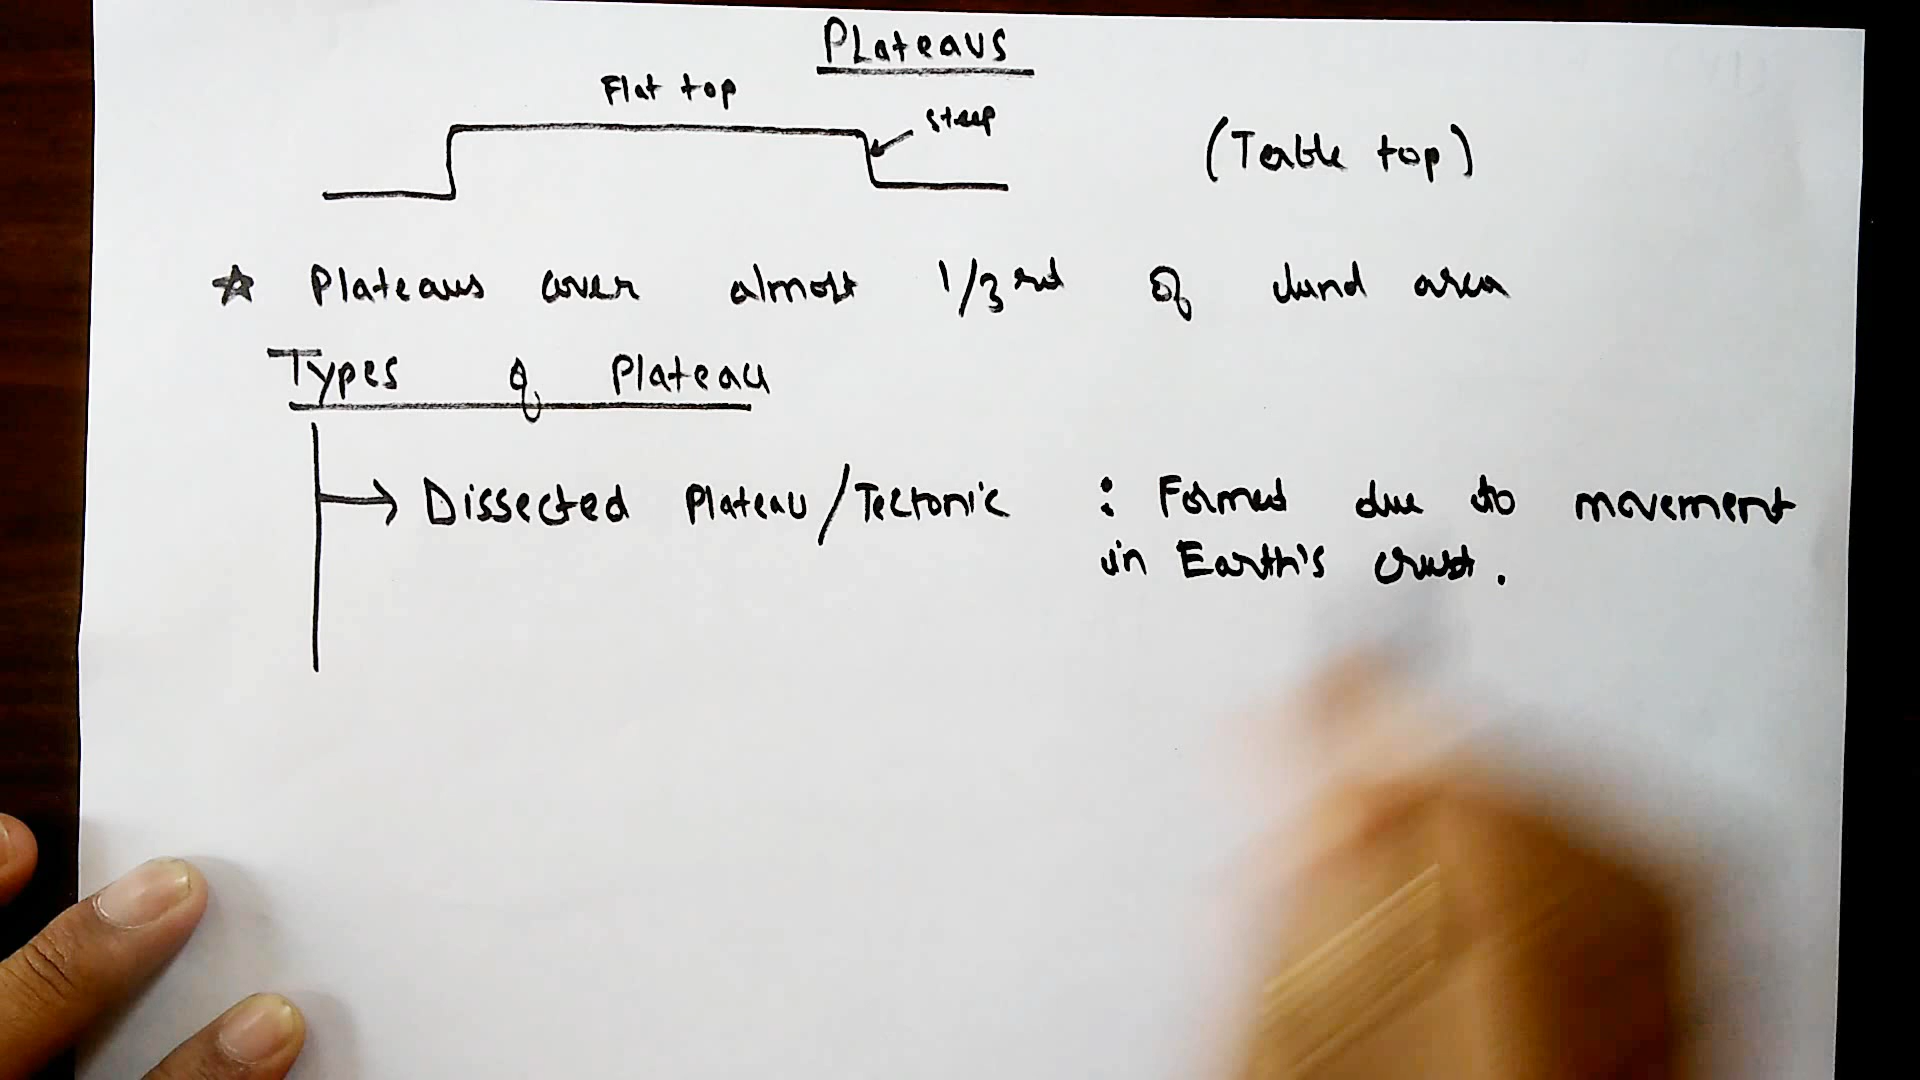 PLateaus
Flat top
steep
(Table top)
☆ Plateaus cover almost 1/3rd of land area
Types of Plateau
→ Dissected Plateau/Tectonic : Formed due to movement
in Earth's crust.